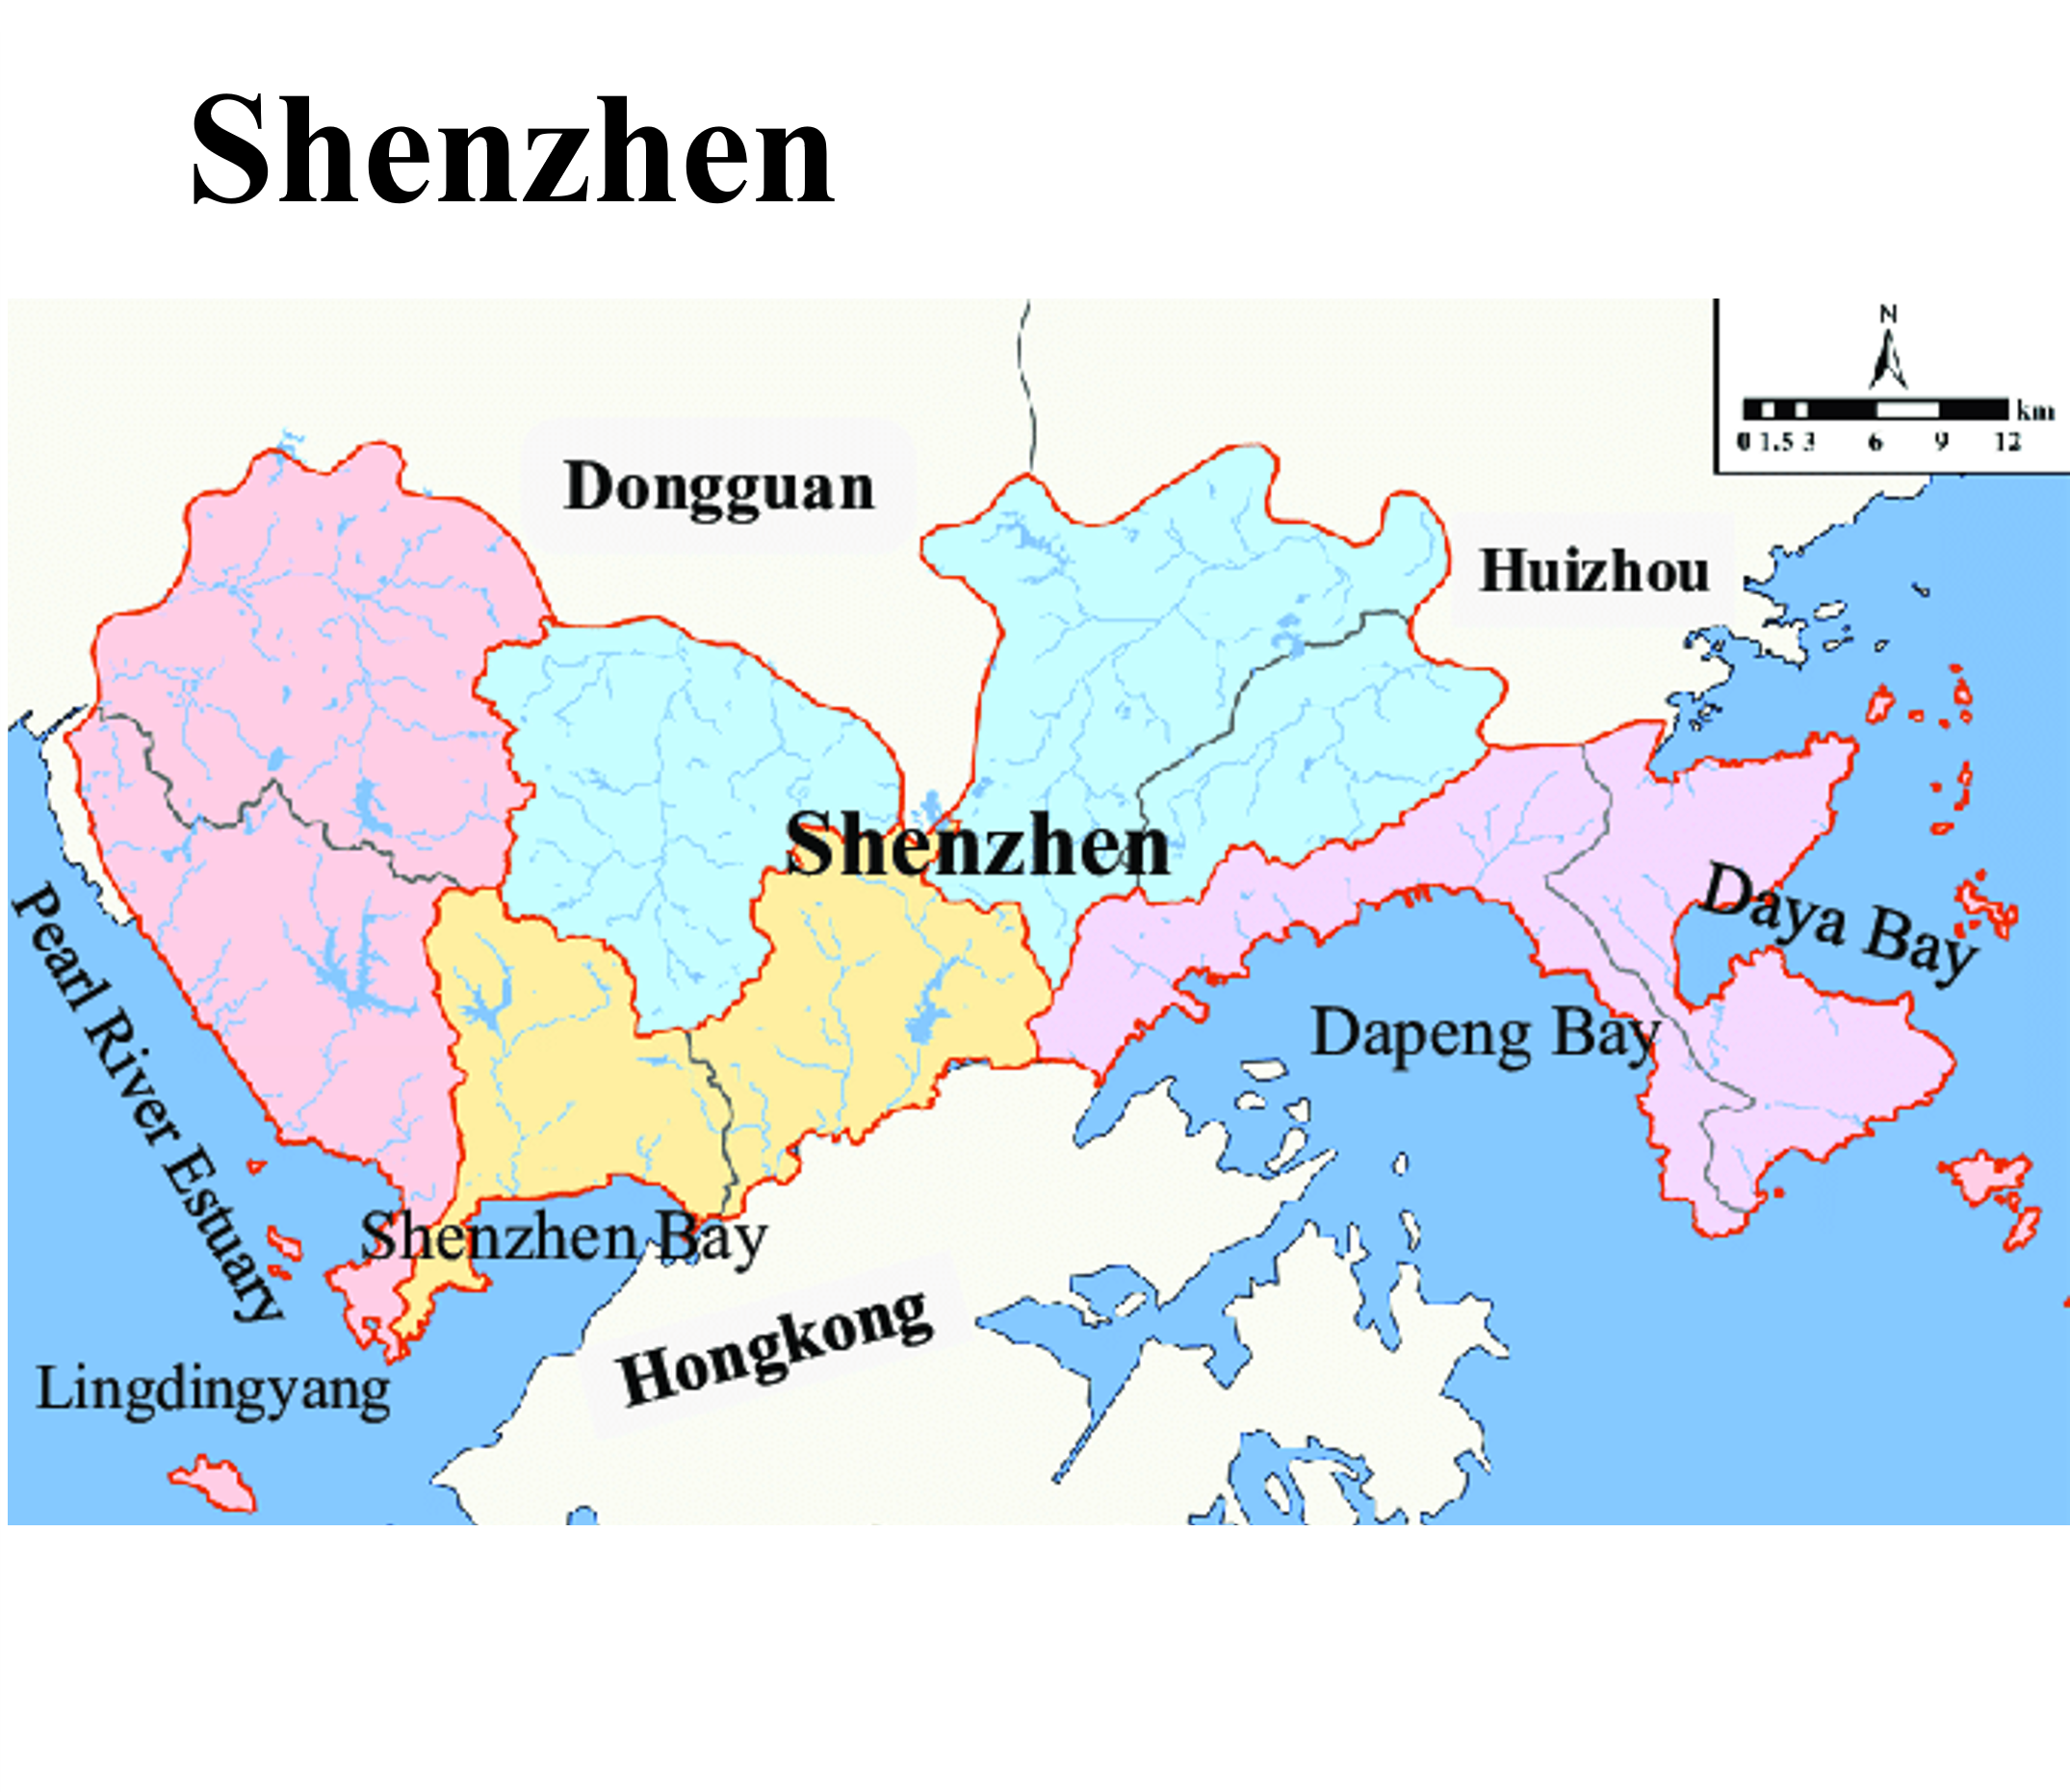 Shenzhen
N
km
0 1.5 3 6 9 12
Dongguan
Huizhou
Shenzhen
Daya Bay
Pearl River Estuary
Dapeng Bay
Shenzhen Bay
Hongkong
Lingdingyang